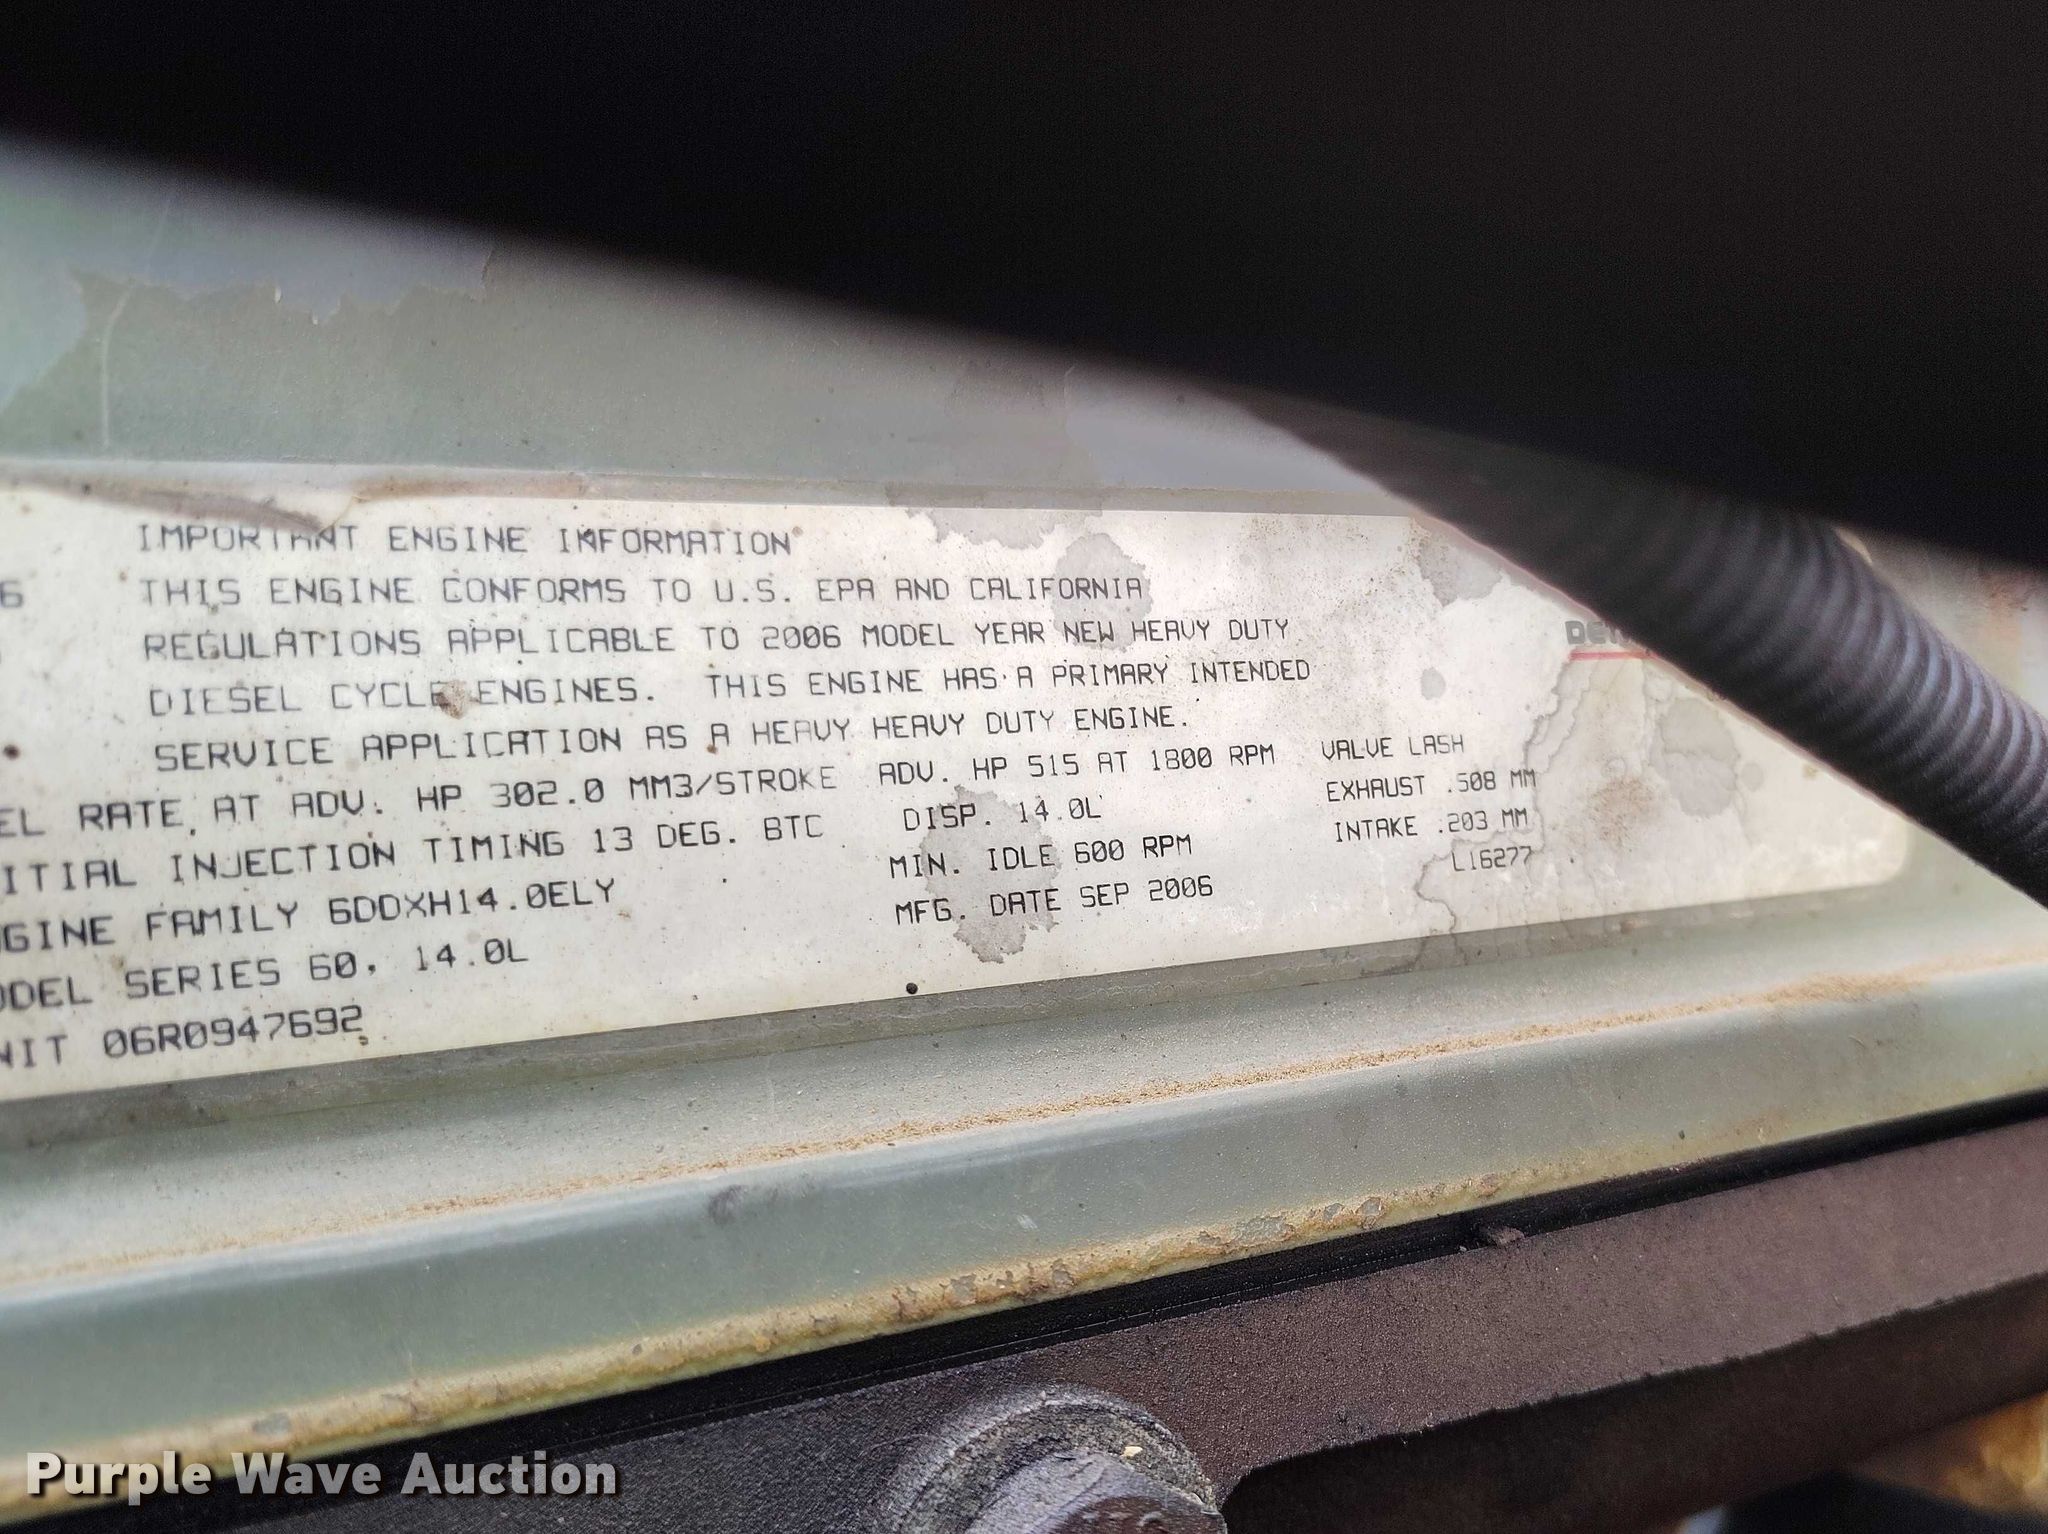 IMPORTANT ENGINE INFORMATION
6 THIS ENGINE CONFORMS TO U.S. EPA AND CALIFORNIA
REGULATIONS APPLICABLE TO 2006 MODEL YEAR NEW HEAVY DUTY
DIESEL CYCLE ENGINES. THIS ENGINE HAS A PRIMARY INTENDED
SERVICE APPLICATION AS A HEAVY HEAVY DUTY ENGINE.
EL RATE AT ADV. HP 302.0 MM3/STROKE ADV. HP 515 AT 1800 RPM VALVE LASH
ITIAL INJECTION TIMING 13 DEG. BTC DISP. 14.0L EXHAUST .508 MM
GINE FAMILY 6DDXH14.0ELY MIN. IDLE 600 RPM INTAKE .203 MM
ODEL SERIES 60, 14.0L MFG. DATE SEP 2006 L16277
NIT 06R0947692
Purple Wave Auction